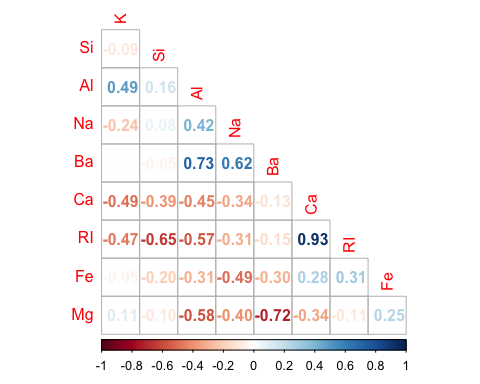 K
Si -0.09 Si
Al 0.49 0.16 Al
Na -0.24 0.08 0.42 Na
Ba -0.05 0.73 0.62 Ba
Ca -0.49 -0.39 -0.45 -0.34 -0.13 Ca
RI -0.47 -0.65 -0.57 -0.31 -0.15 0.93 RI
Fe -0.05 -0.20 -0.31 -0.49 -0.30 0.28 0.31 Fe
Mg 0.11 -0.10 -0.58 -0.40 -0.72 -0.34 -0.11 0.25
-1 -0.8 -0.6 -0.4 -0.2 0 0.2 0.4 0.6 0.8 1